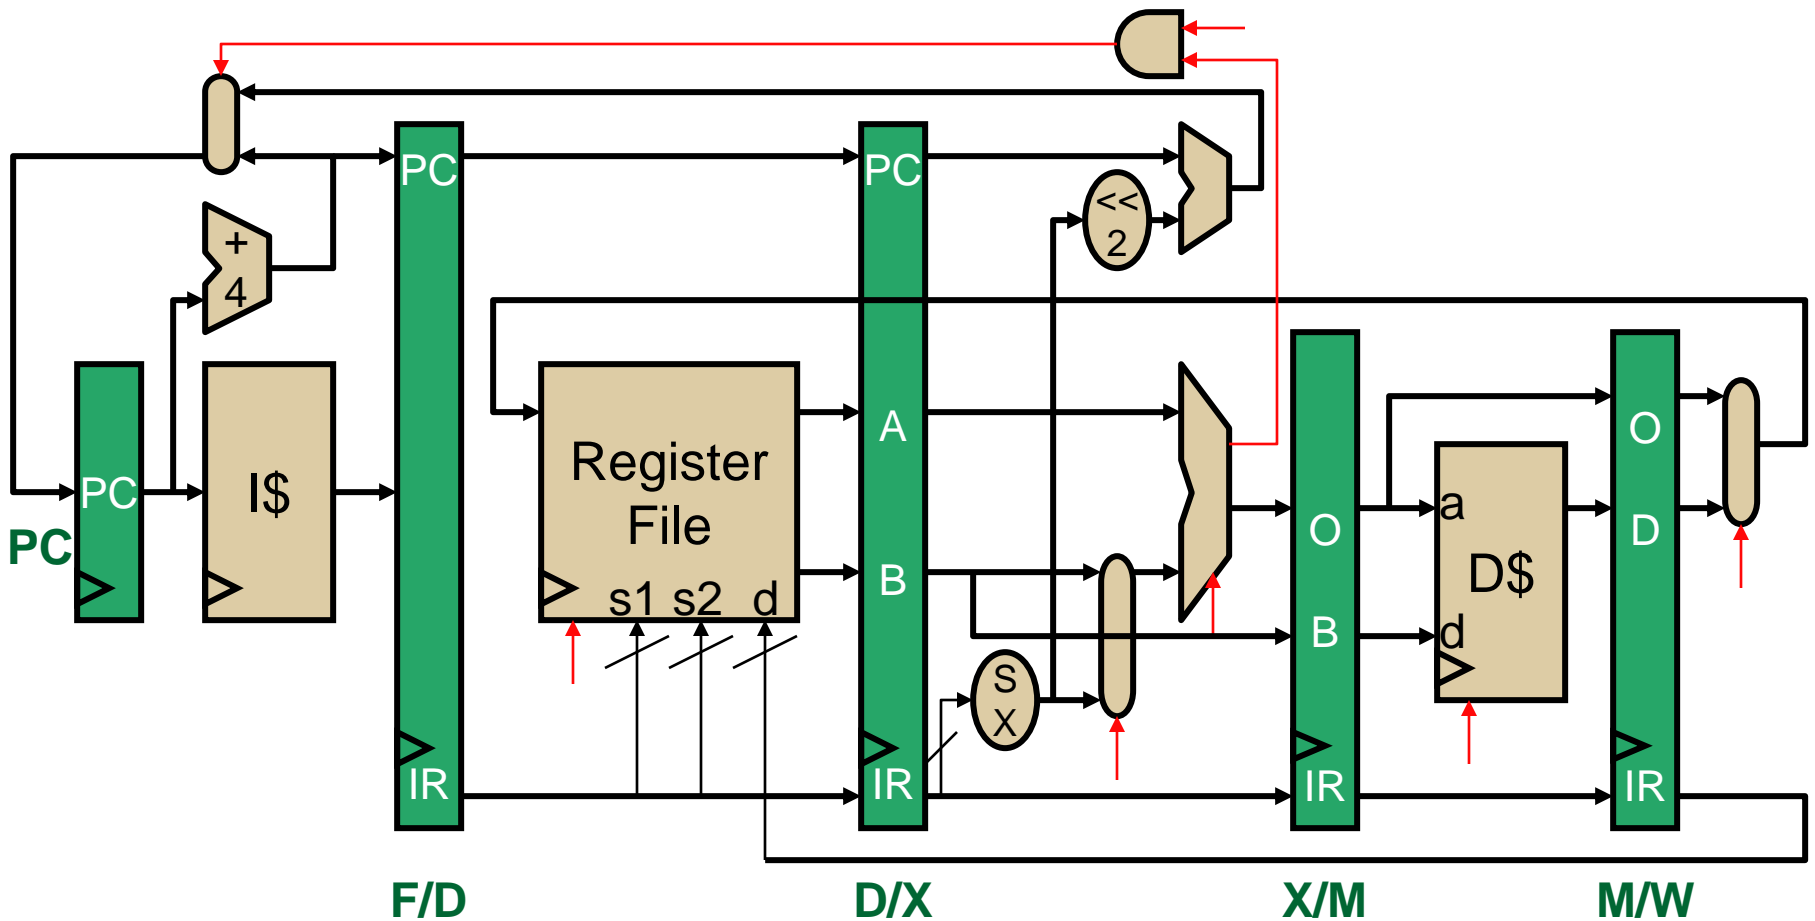 PC
PC
<<
2
+
4
A
O
Register
File
a
PC
I$
D
O
PC
D$
B
s1 s2 d
B
d
S
X
IR
IR
IR
IR
F/D
D/X
X/M
M/W